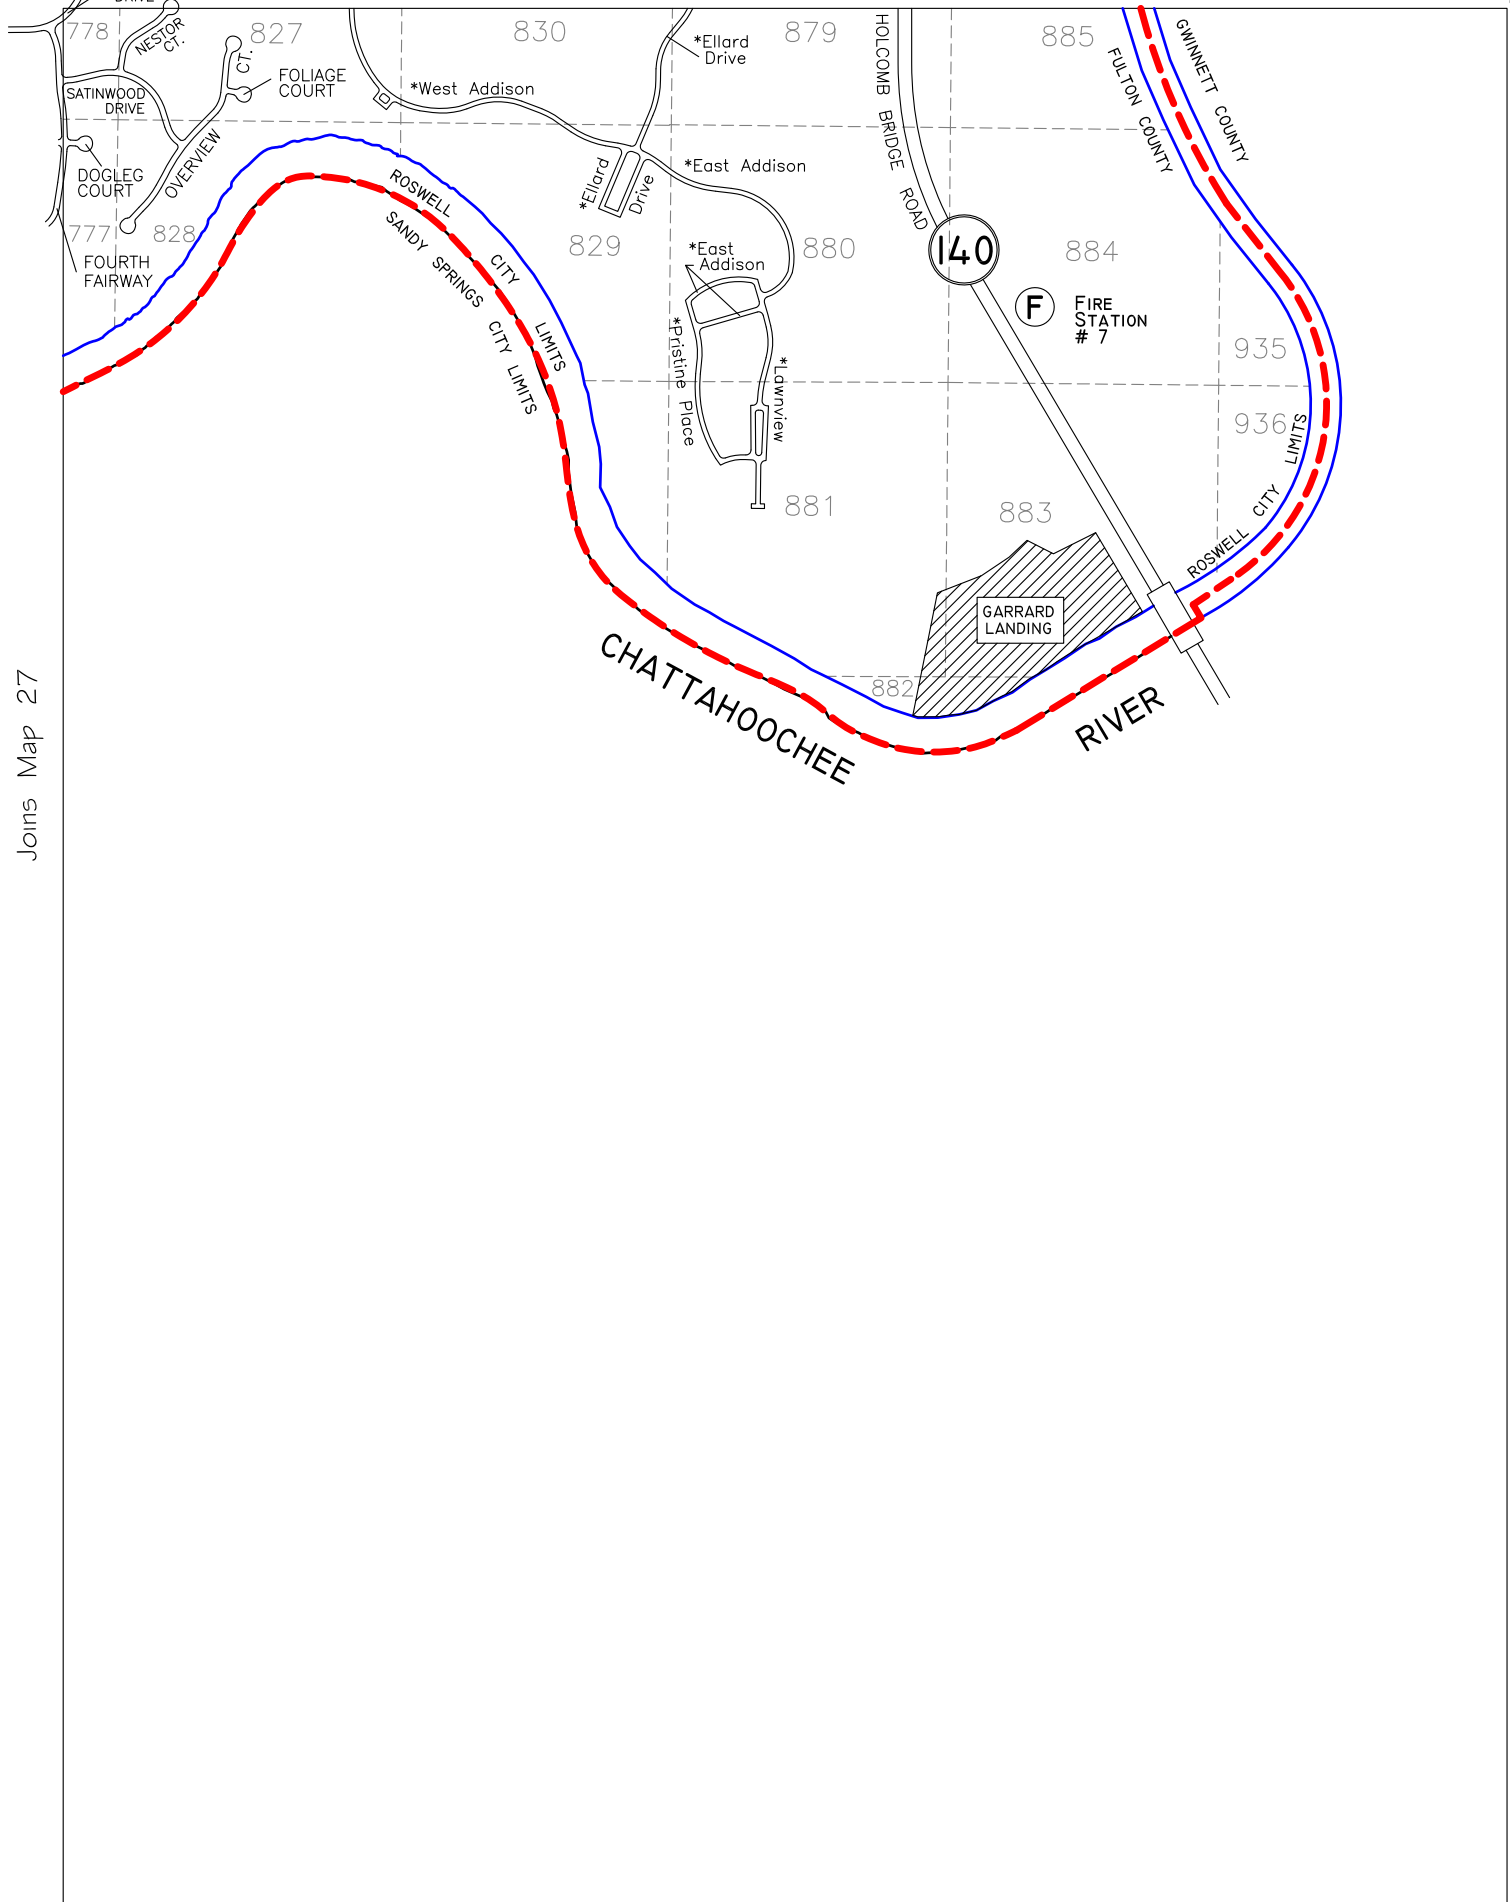 DRIVE
778
NESTOR
CT.
827
CT.
FOLIAGE
COURT
830
*Ellard
Drive
879
885
HOLCOMB BRIDGE ROAD
GWINNETT COUNTY
FULTON COUNTY
*West Addison
SATINWOOD
DRIVE
DOGLEG
COURT
OVERVIEW
777
828
FOURTH
FAIRWAY
ROSWELL CITY LIMITS
SANDY SPRINGS CITY LIMITS
*Ellard
Drive
*East Addison
829
*East
Addison
880
140
884
F
FIRE
STATION
# 7
*Pristine Place
*Lawnview
935
936
881
883
ROSWELL CITY LIMITS
GARRARD
LANDING
882
CHATTAHOOCHEE RIVER
Joins Map 27